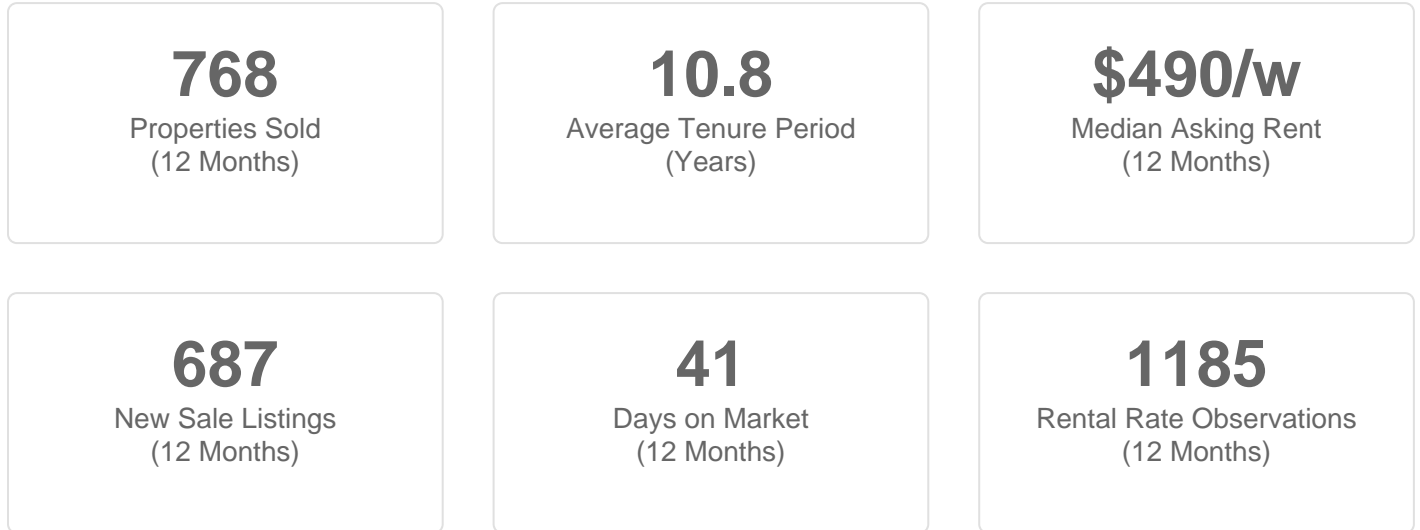 768
Properties Sold
(12 Months)
10.8
Average Tenure Period
(Years)
$490/w
Median Asking Rent
(12 Months)
687
New Sale Listings
(12 Months)
41
Days on Market
(12 Months)
1185
Rental Rate Observations
(12 Months)